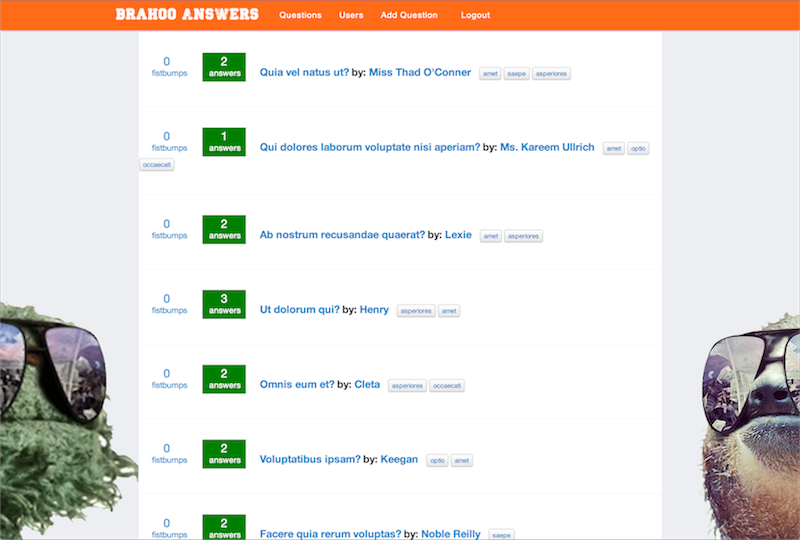 BRAHOO ANSWERS Questions Users Add Question Logout
0 fistbumps 2 answers Quia vel natus ut? by: Miss Thad O'Conner amet saepe asperiores
0 fistbumps 1 answers Qui dolores laborum voluptate nisi aperiam? by: Ms. Kareem Ullrich amet optio
occaecati
0 fistbumps 2 answers Ab nostrum recusandae quaerat? by: Lexie amet asperiores
0 fistbumps 3 answers Ut dolorum qui? by: Henry asperiores amet
0 fistbumps 2 answers Omnis eum et? by: Cleta asperiores occaecati
0 fistbumps 2 answers Voluptatibus ipsam? by: Keegan optio amet
0 fistbumps 2 answers Facere quia rerum voluptas? by: Noble Reilly saepe